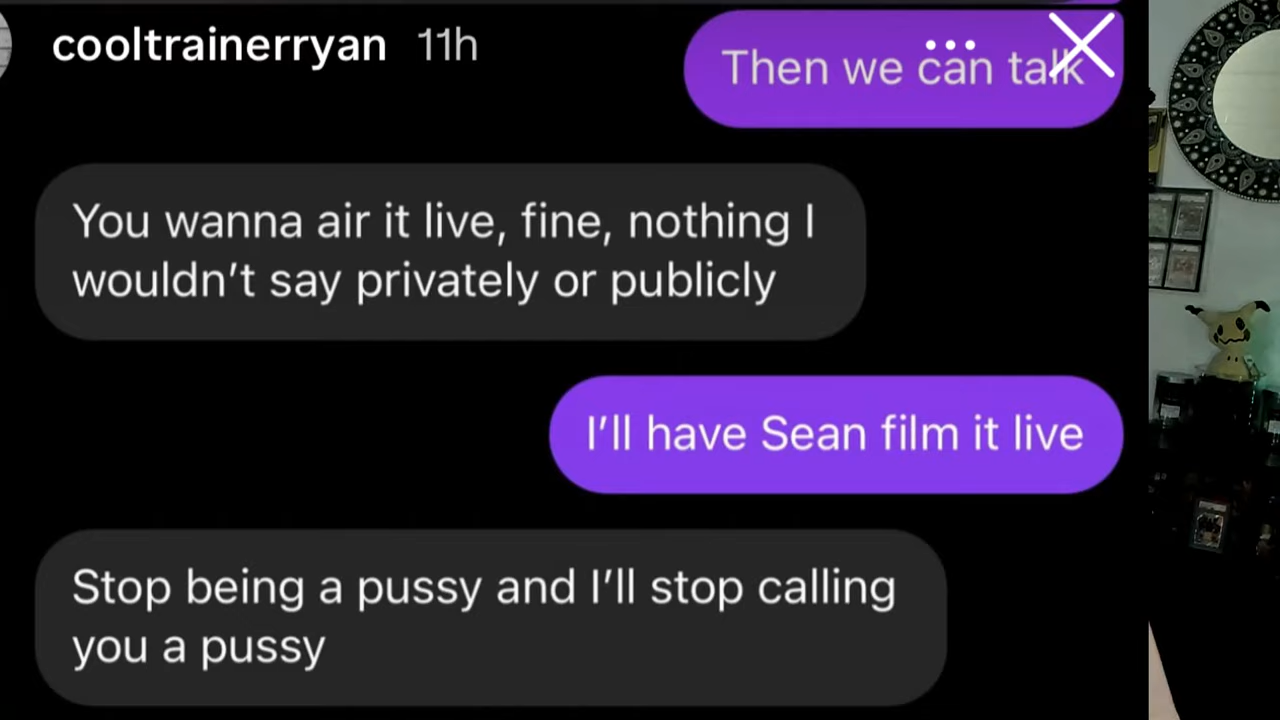 cooltrainerryan 11h
Then we can talk
You wanna air it live, fine, nothing I
wouldn't say privately or publicly
I'll have Sean film it live
Stop being a pussy and I'll stop calling
you a pussy